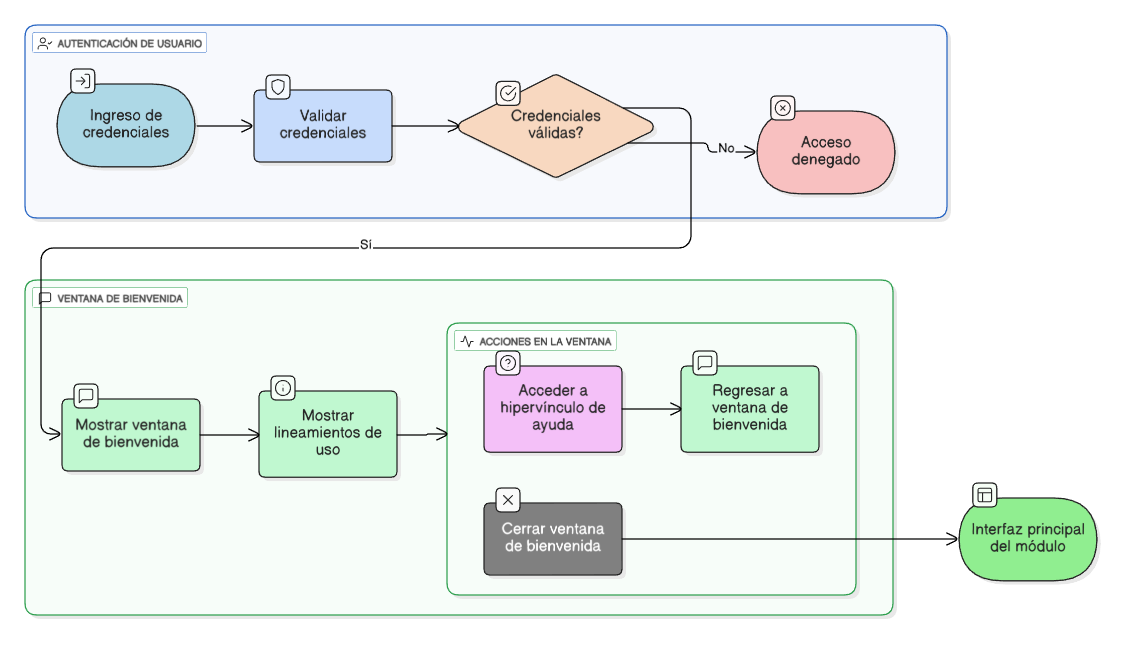 AUTENTICACIÓN DE USUARIO
Ingreso de
credenciales
Validar
credenciales
Credenciales
válidas?
No
Acceso
denegado
Sí
VENTANA DE BIENVENIDA
Mostrar ventana
de bienvenida
Mostrar
lineamientos de
uso
ACCIONES EN LA VENTANA
Acceder a
hipervínculo de
ayuda
Regresar a
ventana de
bienvenida
Cerrar ventana
de bienvenida
Interfaz principal
del módulo